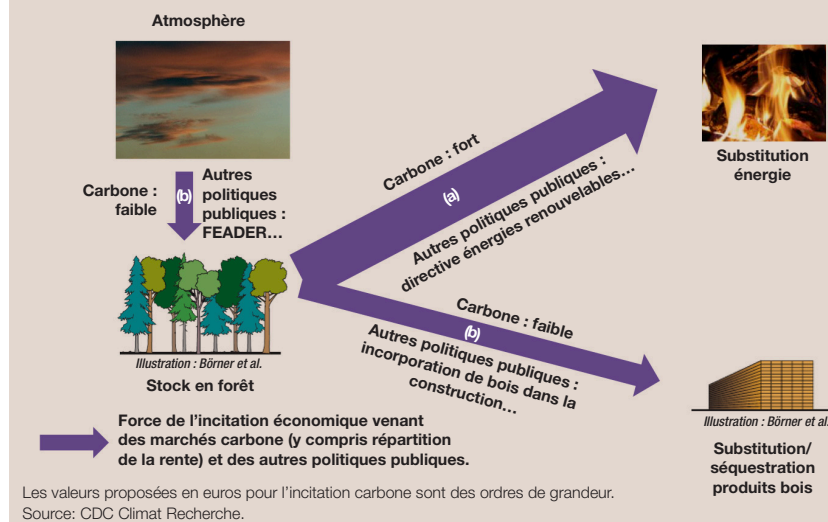 Atmosphère
Carbone :
faible
(b)
Autres
politiques
publiques :
FEADER…
Illustration : Börner et al.
Stock en forêt
Carbone : fort
(a)
Autres politiques publiques :
directive énergies renouvelables…
Substitution
énergie
Carbone : faible
(b)
Autres politiques publiques :
incorporation de bois dans la
construction…
Illustration : Börner et al.
Substitution/
séquestration
produits bois
Force de l’incitation économique venant
des marchés carbone (y compris répartition
de la rente) et des autres politiques publiques.
Les valeurs proposées en euros pour l’incitation carbone sont des ordres de grandeur.
Source: CDC Climat Recherche.